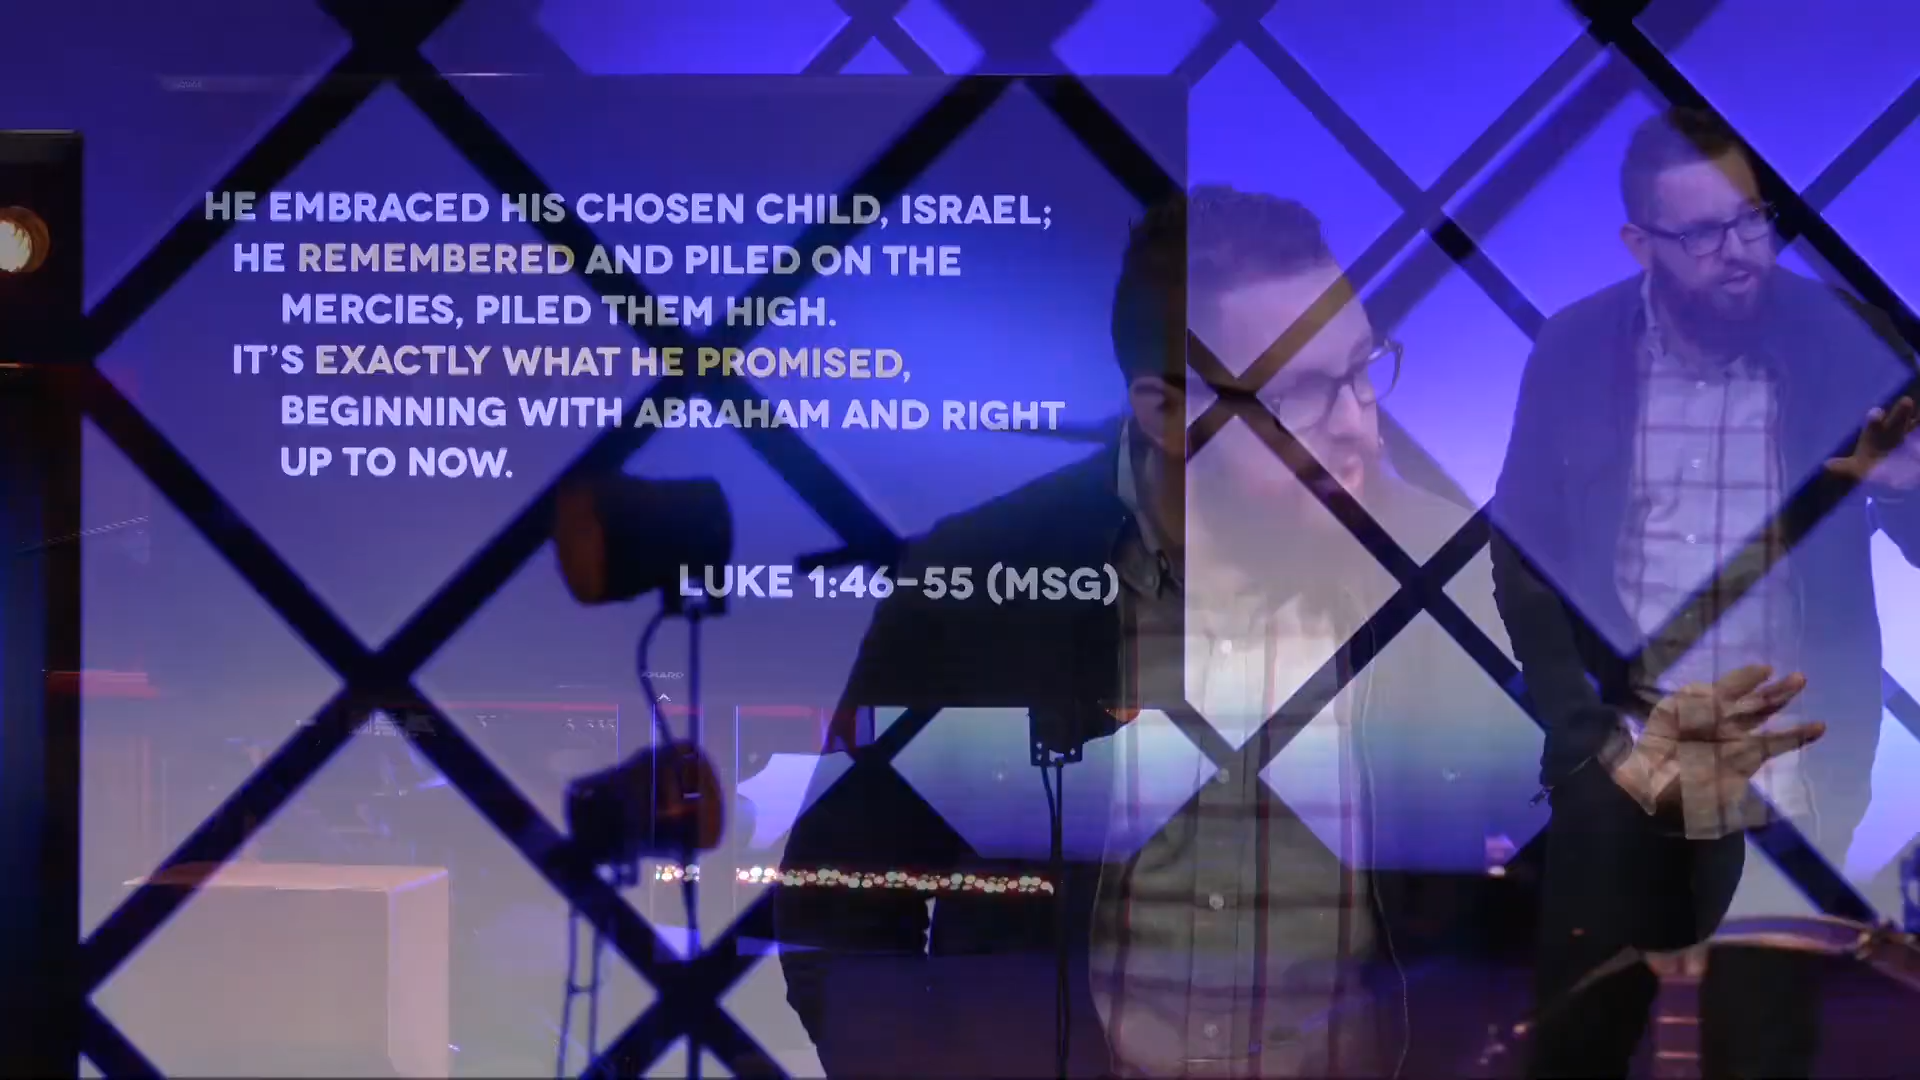 HE EMBRACED HIS CHOSEN CHILD, ISRAEL;
HE REMEMBERED AND PILED ON THE
MERCIES, PILED THEM HIGH.
IT’S EXACTLY WHAT HE PROMISED,
BEGINNING WITH ABRAHAM AND RIGHT
UP TO NOW.
LUKE 1:46–55 (MSG)